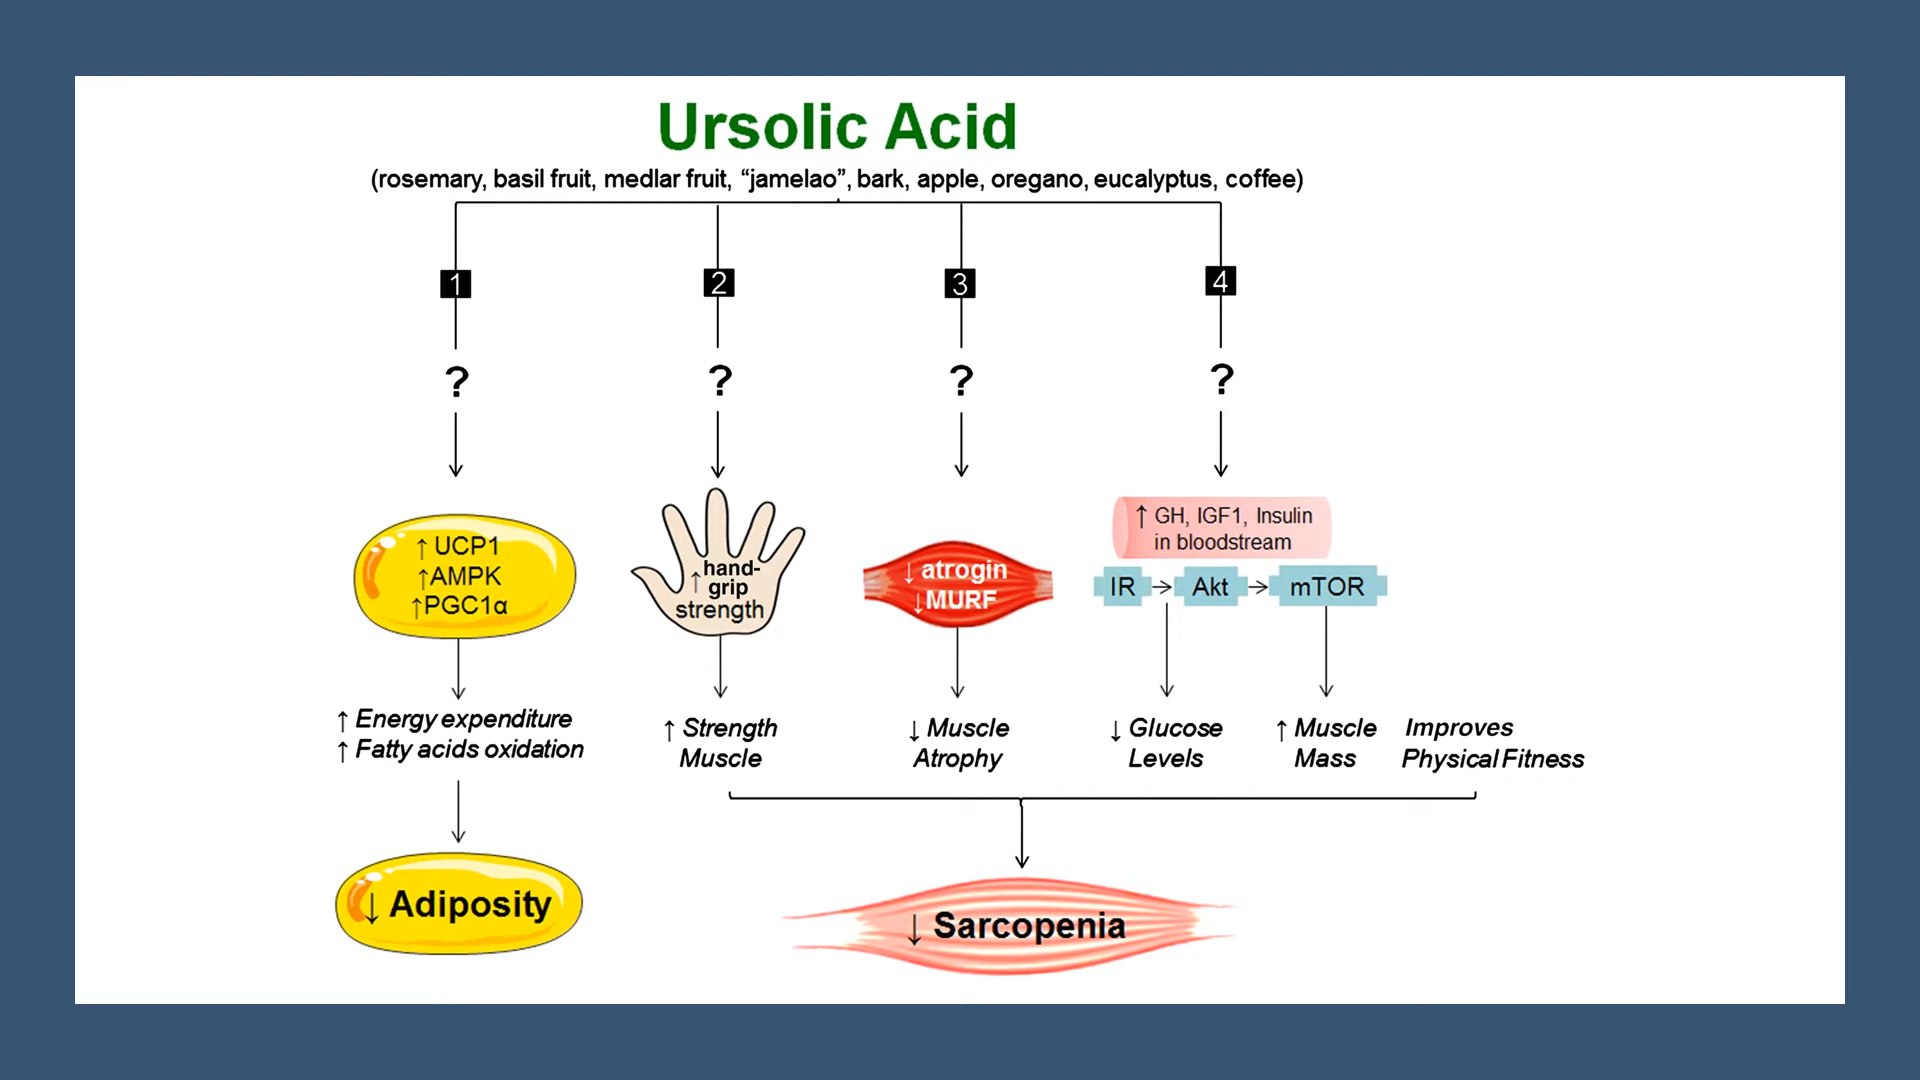 Ursolic Acid
(rosemary, basil fruit, medlar fruit, “jamelao”, bark, apple, oregano, eucalyptus, coffee)
1
2
3
4
?
?
?
?
↑ UCP1
↑AMPK
↑PGC1α
↑ hand-
grip
strength
↓ atrogin
↓MURF
↑ GH, IGF1, Insulin
in bloodstream
IR → Akt → mTOR
↑ Energy expenditure
↑ Fatty acids oxidation
↑ Strength
Muscle
↓ Muscle
Atrophy
↓ Glucose
Levels
↑ Muscle
Mass
Improves
Physical Fitness
↓ Adiposity
↓ Sarcopenia